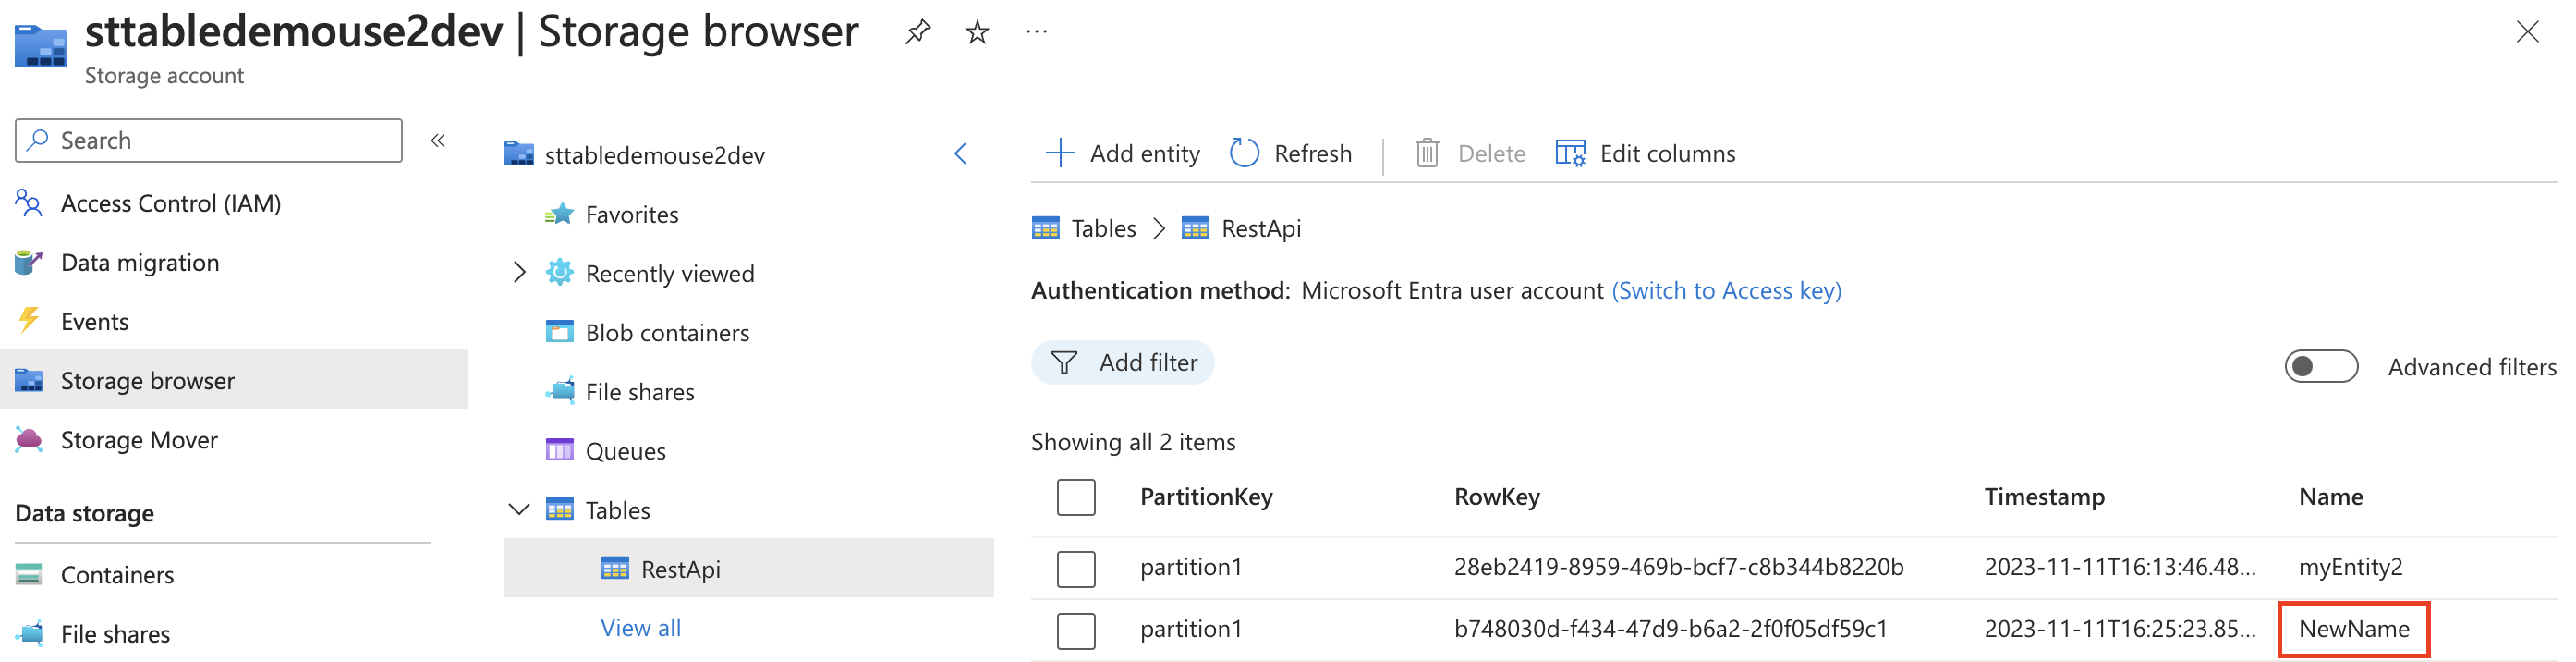 sttabledemouse2dev | Storage browser
Storage account
Search
Access Control (IAM)
Data migration
Events
Storage browser
Storage Mover
Data storage
Containers
File shares
sttabledemouse2dev
Favorites
Recently viewed
Blob containers
File shares
Queues
Tables
RestApi
View all
Add entity Refresh Delete Edit columns
Tables > RestApi
Authentication method: Microsoft Entra user account (Switch to Access key)
Add filter
Advanced filters
Showing all 2 items
PartitionKey RowKey Timestamp Name
partition1 28eb2419-8959-469b-bcf7-c8b344b8220b 2023-11-11T16:13:46.48... myEntity2
partition1 b748030d-f434-47d9-b6a2-2f0f05df59c1 2023-11-11T16:25:23.85... NewName